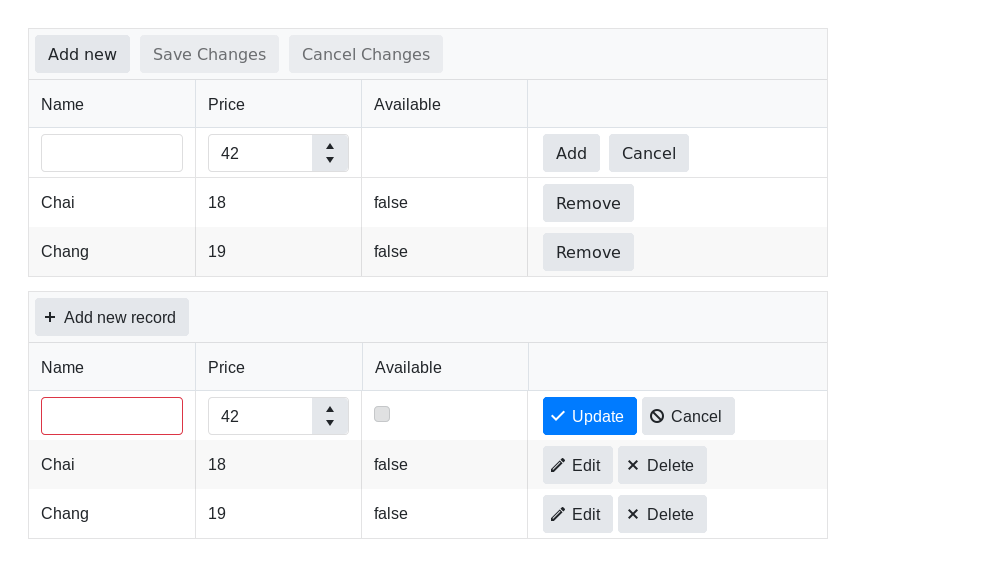 Add new Save Changes Cancel Changes
Name Price Available
42 Add Cancel
Chai 18 false Remove
Chang 19 false Remove
Add new record
Name Price Available
42 Update Cancel
Chai 18 false Edit Delete
Chang 19 false Edit Delete